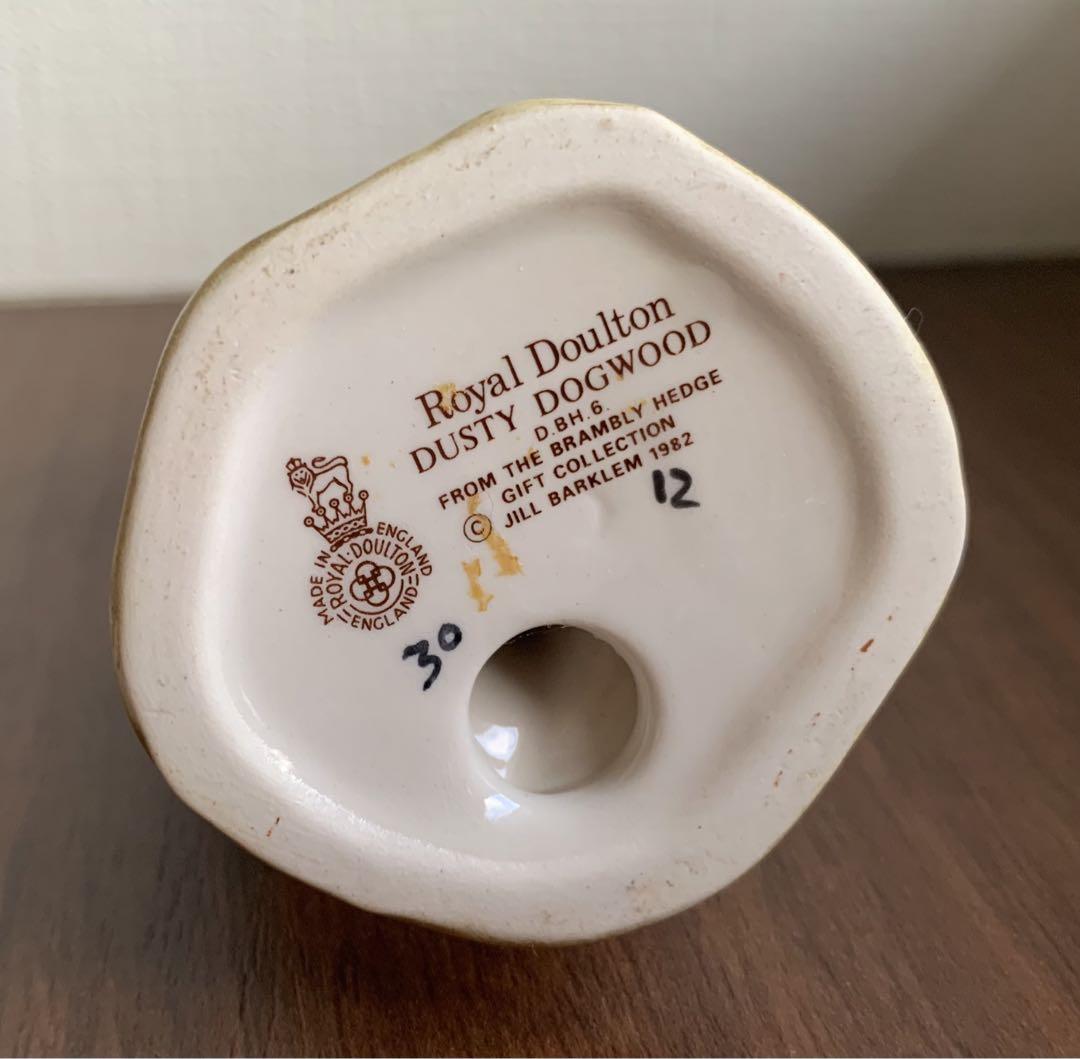 Royal Doulton
DUSTY DOGWOOD
D.BH.6.
FROM THE BRAMBLY HEDGE
GIFT COLLECTION
© JILL BARKLEM 1982
12
MADE IN ENGLAND
ROYAL·DOULTON
ENGLAND
30